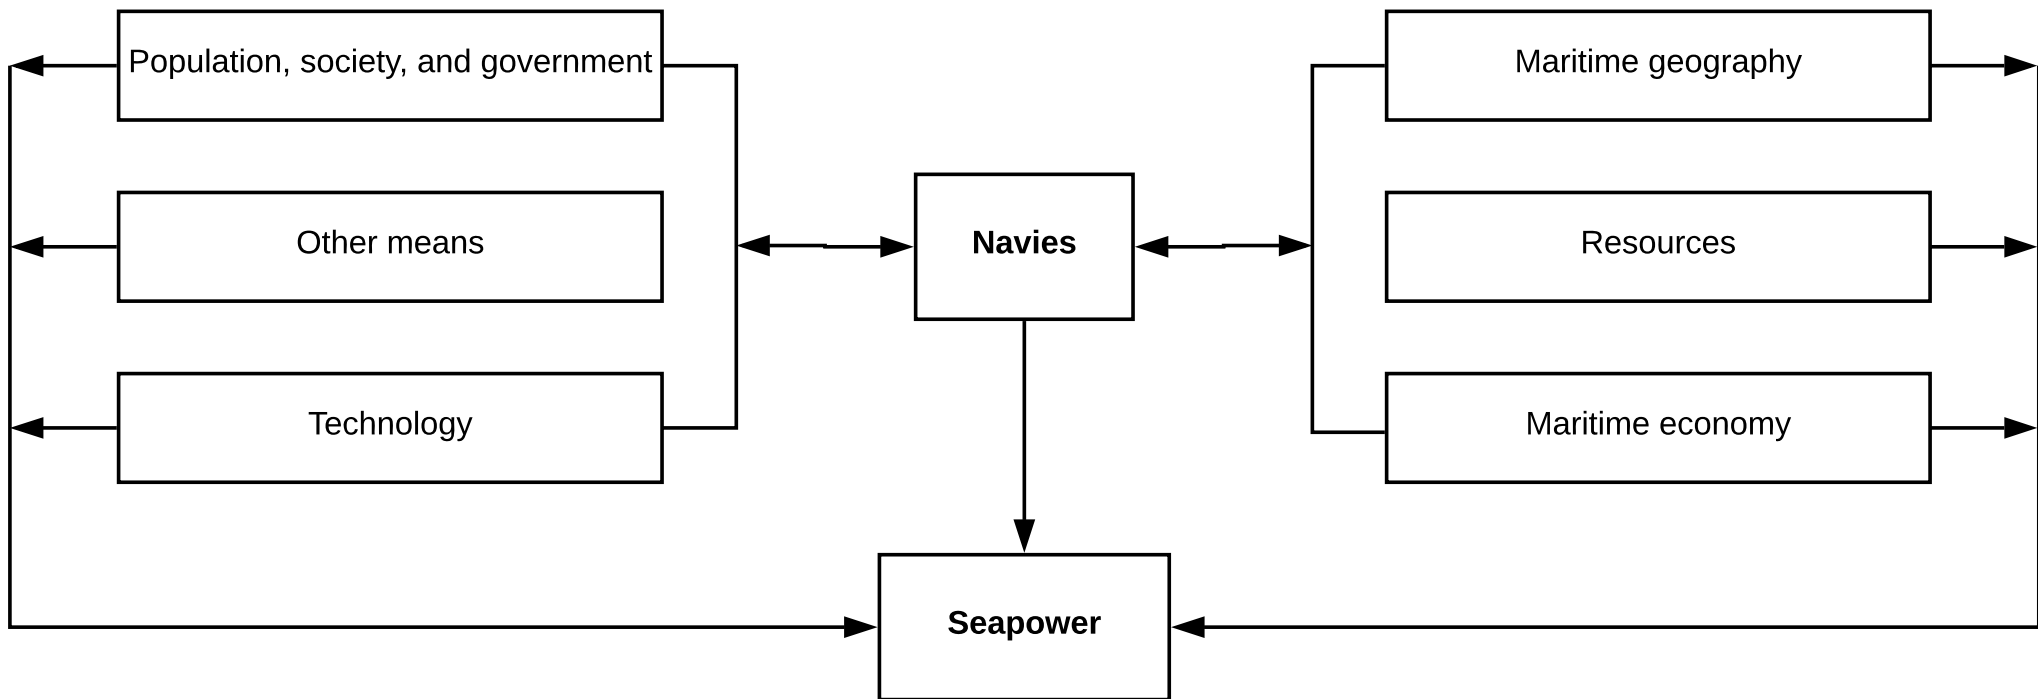 Population, society, and government
Maritime geography
Other means
Navies
Resources
Technology
Maritime economy
Seapower